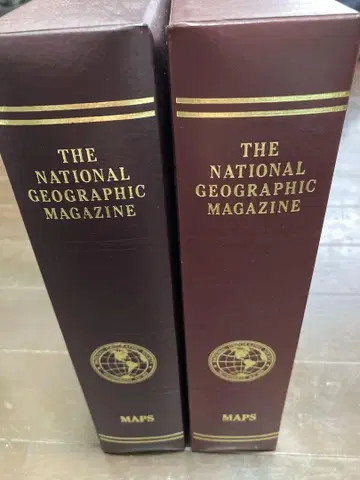 THE
NATIONAL
GEOGRAPHIC
MAGAZINE
MAPS
THE
NATIONAL
GEOGRAPHIC
MAGAZINE
MAPS